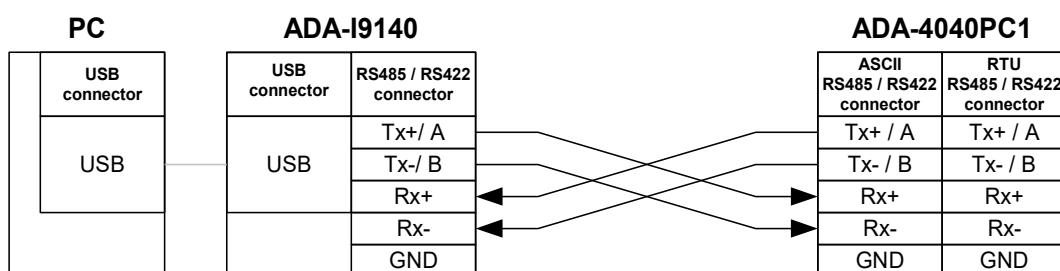 PC
ADA-I9140
ADA-4040PC1
USB
connector
USB
connector
RS485 / RS422
connector
ASCII
RS485 / RS422
connector
RTU
RS485 / RS422
connector
USB
USB
Tx+/ A
Tx-/ B
Rx+
Rx-
GND
Tx+ / A
Tx+ / A
Tx- / B
Tx- / B
Rx+
Rx+
Rx-
Rx-
GND
GND